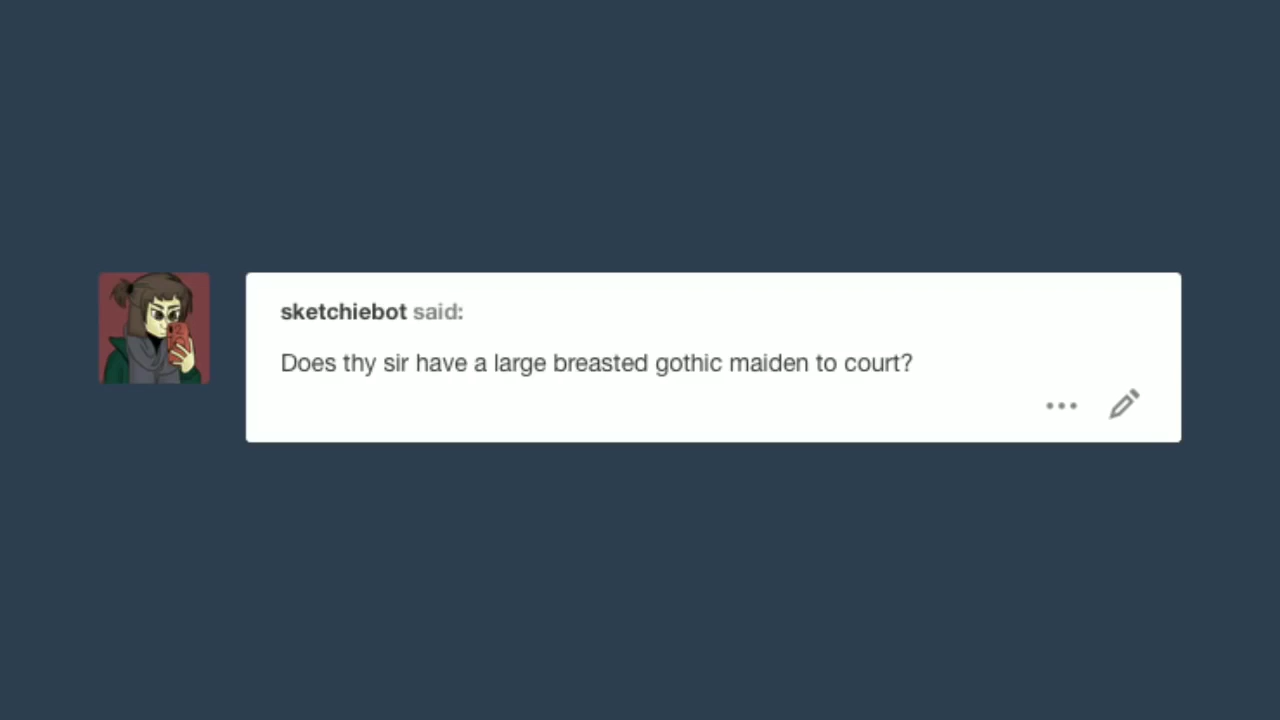 sketchiebot said:
Does thy sir have a large breasted gothic maiden to court?